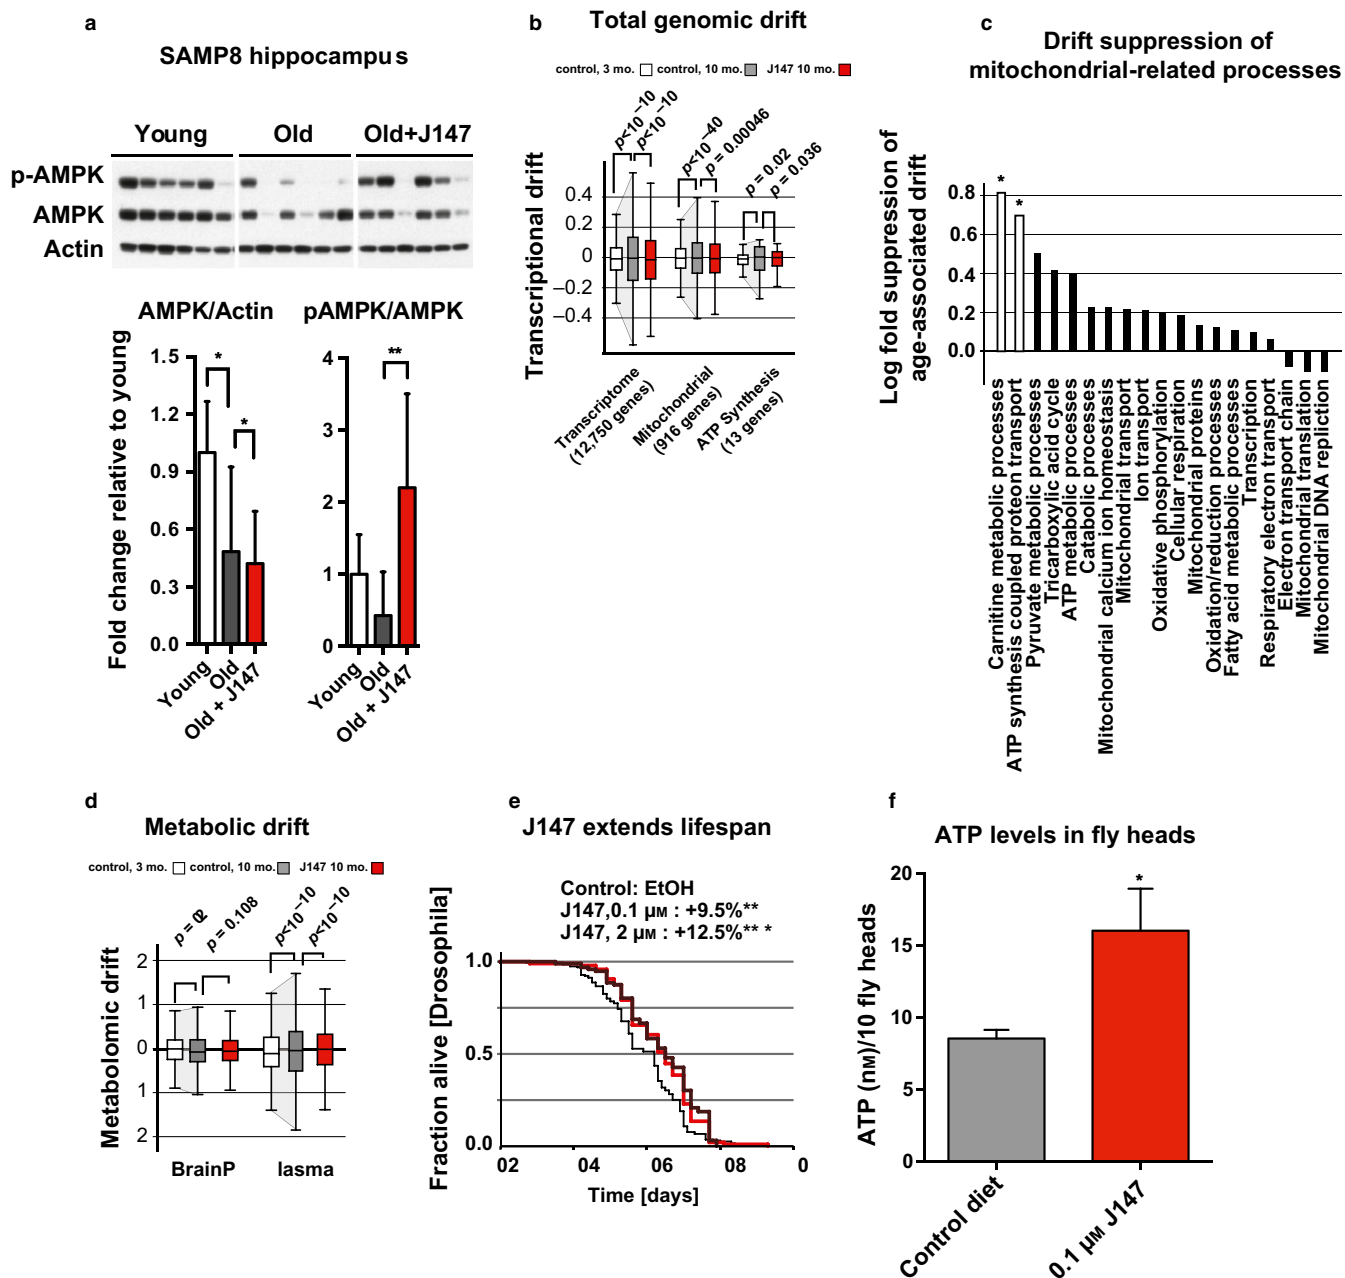 a
SAMP8 hippocampus
Young Old Old+J147
p-AMPK
AMPK
Actin
AMPK/Actin
pAMPK/AMPK
Fold change relative to young
1.5
1.2
0.9
0.6
0.3
0.0
*
*
Young
Old
Old + J147
4
3
2
1
0
**
Young
Old
Old + J147
b
Total genomic drift
control, 3 mo. control, 10 mo. J147 10 mo.
p<10−10
p<10−10
p<10−40
p = 0.00046
p = 0.02
p = 0.036
Transcriptional drift
0.4
0.2
0
−0.2
−0.4
Transcriptome
(12,750 genes)
Mitochondrial
(916 genes)
ATP Synthesis
(13 genes)
c
Drift suppression of
mitochondrial-related processes
Log fold suppression of
age-associated drift
0.8
0.6
0.4
0.2
0.0
*
*
Carnitine metabolic processes
ATP synthesis coupled protein transport
Pyruvate metabolic processes
Tricarboxylic acid cycle
ATP metabolic processes
Catabolic processes
Mitochondrial calcium ion homeostasis
Mitochondrial transport
Ion transport
Oxidative phosphorylation
Cellular respiration
Mitochondrial proteins
Oxidation/reduction processes
Fatty acid metabolic processes
Transcription
Respiratory electron transport
Electron transport chain
Mitochondrial translation
Mitochondrial DNA repliction
d
Metabolic drift
control, 3 mo. control, 10 mo. J147 10 mo.
p = 0.108
p<10−10
p<10−10
Metabolomic drift
2
1
0
1
2
BrainP lasma
e
J147 extends lifespan
Control: EtOH
J147,0.1 µM : +9.5%**
J147, 2 µM : +12.5%** *
Fraction alive [Drosophila]
1.0
0.5
0.0
02 04 06 08 0
Time [days]
f
ATP levels in fly heads
ATP (nM)/10 fly heads
20
15
10
5
0
*
Control diet
0.1 µM J147